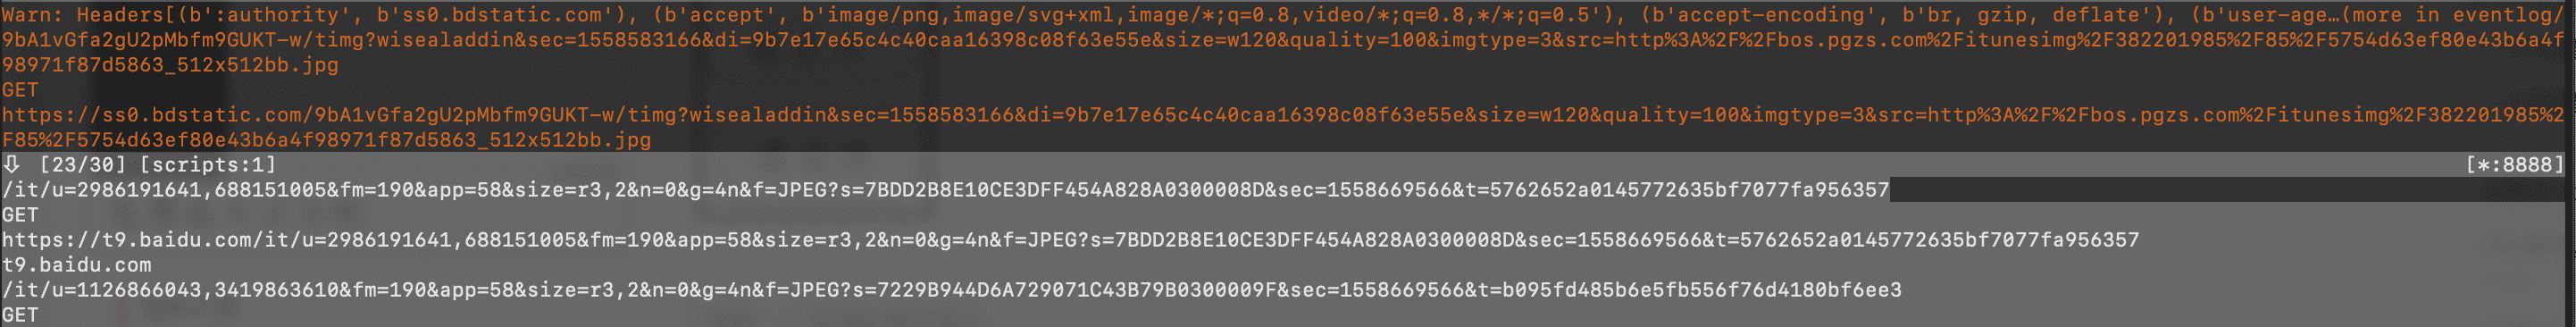 Warn: Headers[(b':authority', b'ss0.bdstatic.com'), (b'accept', b'image/png,image/svg+xml,image/*;q=0.8,video/*;q=0.8,*/*;q=0.5'), (b'accept-encoding', b'br, gzip, deflate'), (b'user-age…(more in eventlog/
9bA1vGfa2gU2pMbfm9GUKT-w/timg?wisealaddin&sec=1558583166&di=9b7e17e65c4c40caa16398c08f63e55e&size=w120&quality=100&imgtype=3&src=http%3A%2F%2Fbos.pgzs.com%2Fitunesimg%2F382201985%2F85%2F5754d63ef80e43b6a4f
98971f87d5863_512x512bb.jpg
GET
https://ss0.bdstatic.com/9bA1vGfa2gU2pMbfm9GUKT-w/timg?wisealaddin&sec=1558583166&di=9b7e17e65c4c40caa16398c08f63e55e&size=w120&quality=100&imgtype=3&src=http%3A%2F%2Fbos.pgzs.com%2Fitunesimg%2F382201985%2
F85%2F5754d63ef80e43b6a4f98971f87d5863_512x512bb.jpg
⇩ [23/30] [scripts:1] [*:8888]
/it/u=2986191641,688151005&fm=190&app=58&size=r3,2&n=0&g=4n&f=JPEG?s=7BDD2B8E10CE3DFF454A828A0300008D&sec=1558669566&t=5762652a0145772635bf7077fa956357
GET
https://t9.baidu.com/it/u=2986191641,688151005&fm=190&app=58&size=r3,2&n=0&g=4n&f=JPEG?s=7BDD2B8E10CE3DFF454A828A0300008D&sec=1558669566&t=5762652a0145772635bf7077fa956357
t9.baidu.com
/it/u=1126866043,3419863610&fm=190&app=58&size=r3,2&n=0&g=4n&f=JPEG?s=7229B944D6A729071C43B79B0300009F&sec=1558669566&t=b095fd485b6e5fb556f76d4180bf6ee3
GET